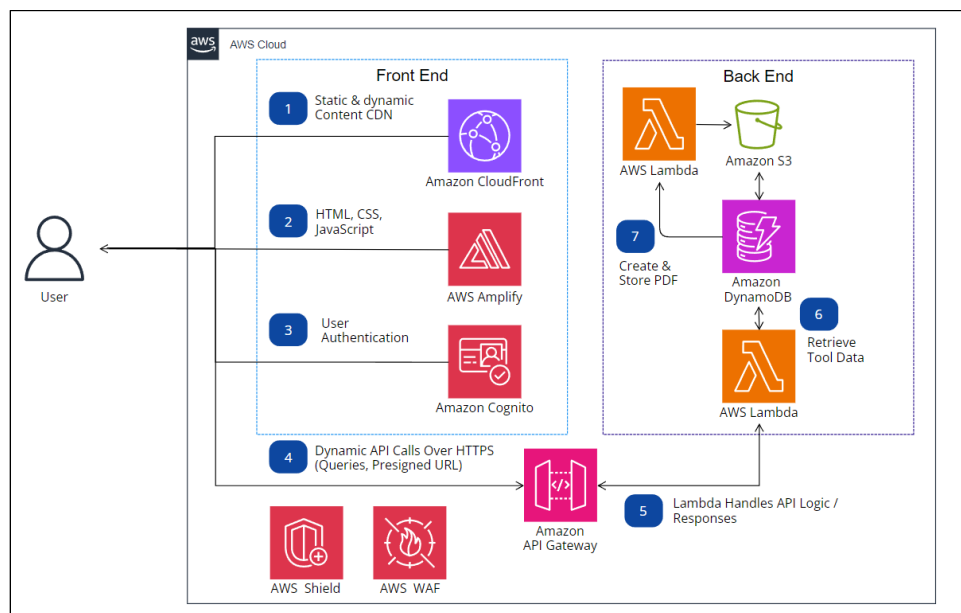 aws
AWS Cloud
Front End
1
Static & dynamic
Content CDN
Amazon CloudFront
2
HTML, CSS,
JavaScript
AWS Amplify
User
3
User
Authentication
Amazon Cognito
Back End
AWS Lambda
Amazon S3
7
Create &
Store PDF
Amazon
DynamoDB
6
Retrieve
Tool Data
AWS Lambda
4
Dynamic API Calls Over HTTPS
(Queries, Presigned URL)
</>
Amazon
API Gateway
5
Lambda Handles API Logic /
Responses
AWS Shield
AWS WAF